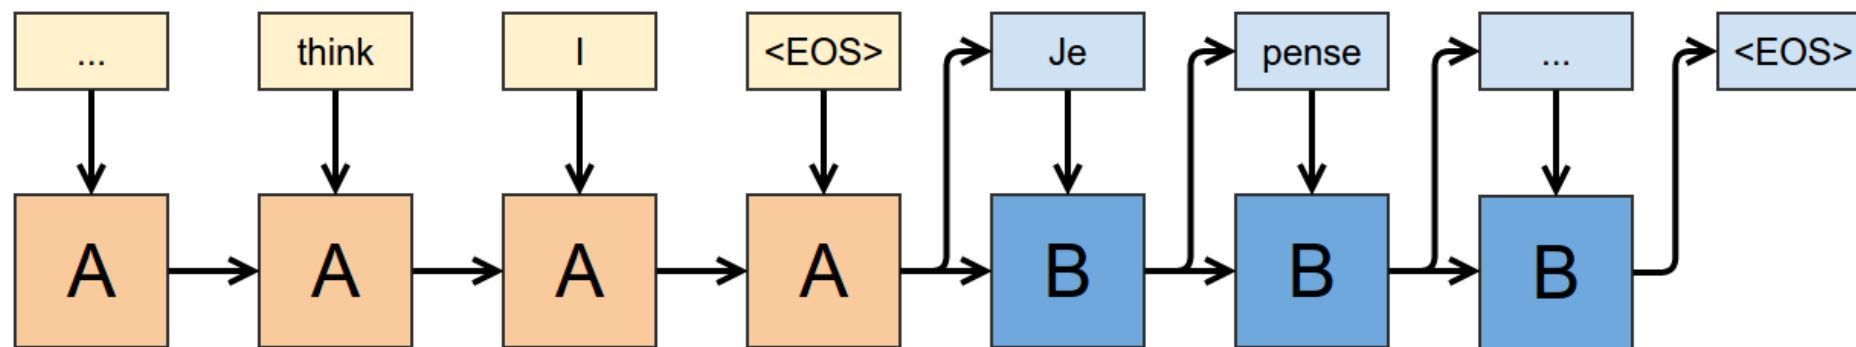 ... think I <EOS> Je pense ... <EOS>
A A A A B B B